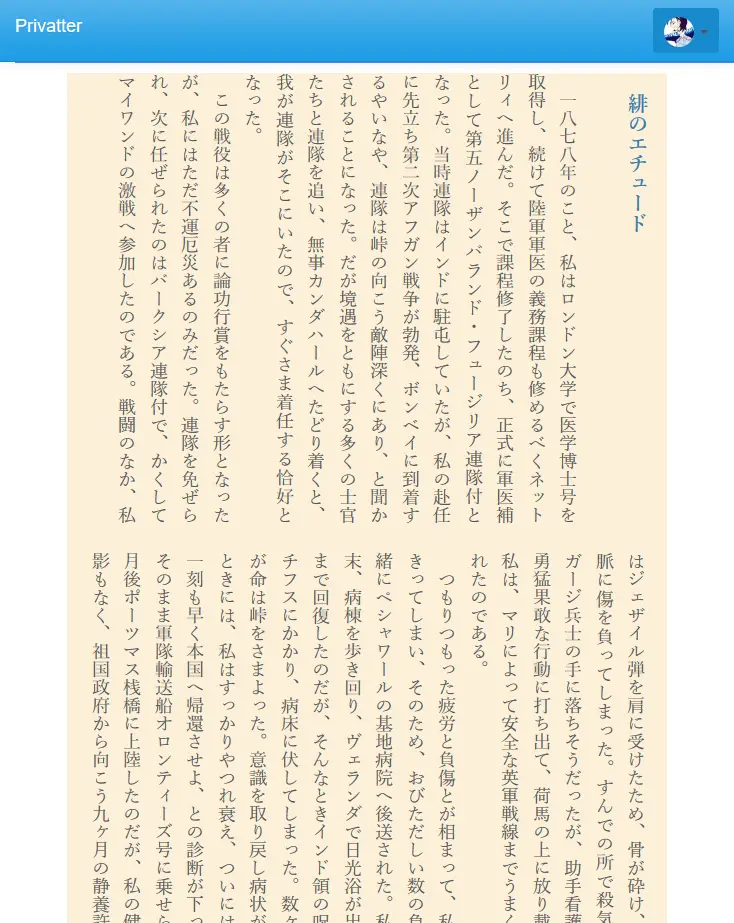 Privatter
緋のエチュード
一八七八年のこと、私はロンドン大学で医学博士号を
取得し、続けて陸軍軍医の義務課程も修めるべくネット
リィへ進んだ。そこで課程修了したのち、正式に軍医補
として第五ノーザンバランド・フュージリア連隊付と
なった。当時連隊はインドに駐屯していたが、私の赴任
に先立ち第二次アフガン戦争が勃発、ボンベイに到着す
るやいなや、連隊は峠の向こう敵陣深くにあり、と聞か
されることになった。だが境遇をともにする多くの士官
たちと連隊を追い、無事カンダハールへたどり着くと、
我が連隊がそこにいたので、すぐさま着任する恰好と
なった。
この戦役は多くの者に論功行賞をもたらす形となった
が、私にはただ不運厄災あるのみだった。連隊を免ぜら
れ、次に任ぜられたのはバークシア連隊付で、かくして
マイワンドの激戦へ参加したのである。戦闘のなか、私
はジェザイル弾を肩に受けたため、骨が砕け、
脈に傷を負ってしまった。すんでの所で殺気
ガージ兵士の手に落ちそうだったが、助手看護
勇猛果敢な行動に打ち出て、荷馬の上に放り載
私は、マリによって安全な英軍戦線までうまく
れたのである。
つもりつもった疲労と負傷とが相まって、私
きってしまい、そのため、おびただしい数の負
緒にペシャワールの基地病院へ後送された。私
末、病棟を歩き回り、ヴェランダで日光浴が出
まで回復したのだが、そんなときインド領の呪
チフスにかかり、病床に伏してしまった。数ヶ
が命は峠をさまよった。意識を取り戻し病状が
ときには、私はすっかりやつれ衰え、ついには
一刻も早く本国へ帰還させよ、との診断が下っ
そのまま軍隊輸送船オロンティーズ号に乗せら
月後ポーツマス桟橋に上陸したのだが、私の健
影もなく、祖国政府から向こう九ヶ月の静養許